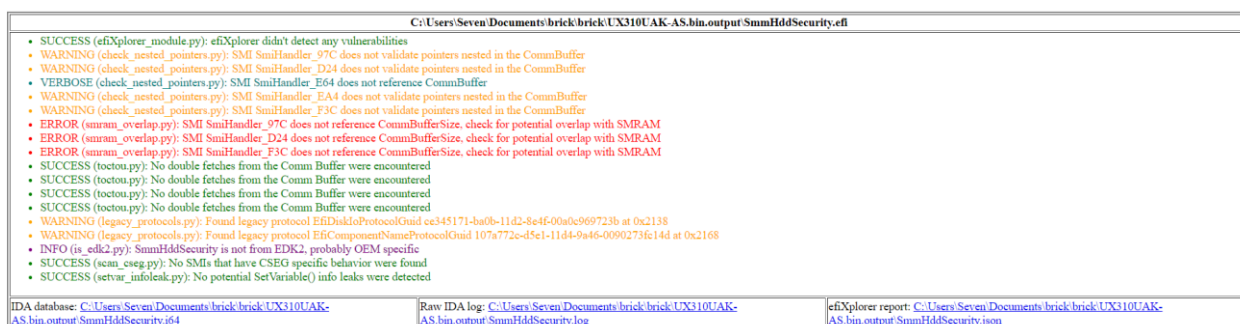 C:\Users\Seven\Documents\brick\brick\UX310UAK-AS.bin.output\SmmHddSecurity.efi
SUCCESS (efiXplorer_module.py): efiXplorer didn't detect any vulnerabilities
WARNING (check_nested_pointers.py): SMI SmiHandler_97C does not validate pointers nested in the CommBuffer
WARNING (check_nested_pointers.py): SMI SmiHandler_D24 does not validate pointers nested in the CommBuffer
VERBOSE (check_nested_pointers.py): SMI SmiHandler_E64 does not reference CommBuffer
WARNING (check_nested_pointers.py): SMI SmiHandler_EA4 does not validate pointers nested in the CommBuffer
WARNING (check_nested_pointers.py): SMI SmiHandler_F3C does not validate pointers nested in the CommBuffer
ERROR (smram_overlap.py): SMI SmiHandler_97C does not reference CommBufferSize, check for potential overlap with SMRAM
ERROR (smram_overlap.py): SMI SmiHandler_D24 does not reference CommBufferSize, check for potential overlap with SMRAM
ERROR (smram_overlap.py): SMI SmiHandler_F3C does not reference CommBufferSize, check for potential overlap with SMRAM
SUCCESS (toctou.py): No double fetches from the Comm Buffer were encountered
SUCCESS (toctou.py): No double fetches from the Comm Buffer were encountered
SUCCESS (toctou.py): No double fetches from the Comm Buffer were encountered
SUCCESS (toctou.py): No double fetches from the Comm Buffer were encountered
WARNING (legacy_protocols.py): Found legacy protocol EfiDiskIoProtocolGuid ce345171-ba0b-11d2-8e4f-00a0c969723b at 0x2138
WARNING (legacy_protocols.py): Found legacy protocol EfiComponentNameProtocolGuid 107a772c-d5e1-11d4-9a46-0090273fc14d at 0x2168
INFO (is_edk2.py): SmmHddSecurity is not from EDK2, probably OEM specific
SUCCESS (scan_cseg.py): No SMIs that have CSEG specific behavior were found
SUCCESS (setvar_infoleak.py): No potential SetVariable() info leaks were detected
IDA database: C:\Users\Seven\Documents\brick\brick\UX310UAK-
AS.bin.output\SmmHddSecurity.i64
Raw IDA log: C:\Users\Seven\Documents\brick\brick\UX310UAK-
AS.bin.output\SmmHddSecurity.log
efiXplorer report: C:\Users\Seven\Documents\brick\brick\UX310UAK-
AS.bin.output\SmmHddSecurity.json